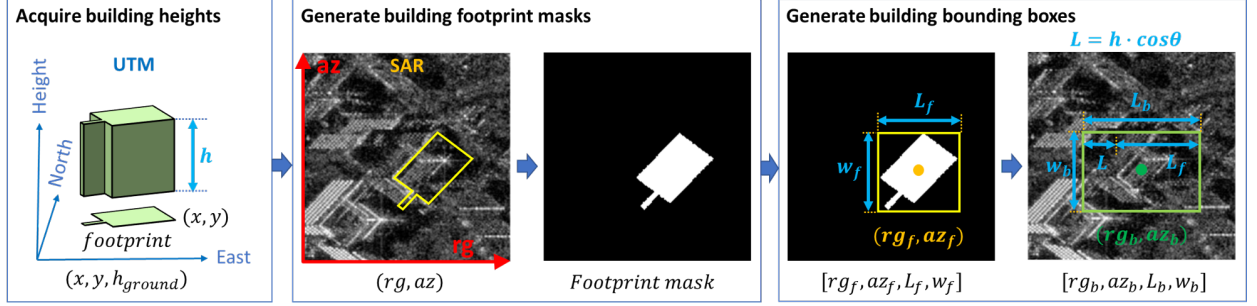 Acquire building heights
UTM
Height
North
h
(x, y)
footprint
East
(x, y, h_ground)
Generate building footprint masks
az
SAR
rg
(rg, az)
Footprint mask
Generate building bounding boxes
L_f
w_f
(rg_f, az_f)
[rg_f, az_f, L_f, w_f]
L = h · cosθ
L_b
w_b
L
L_f
(rg_b, az_b)
[rg_b, az_b, L_b, w_b]